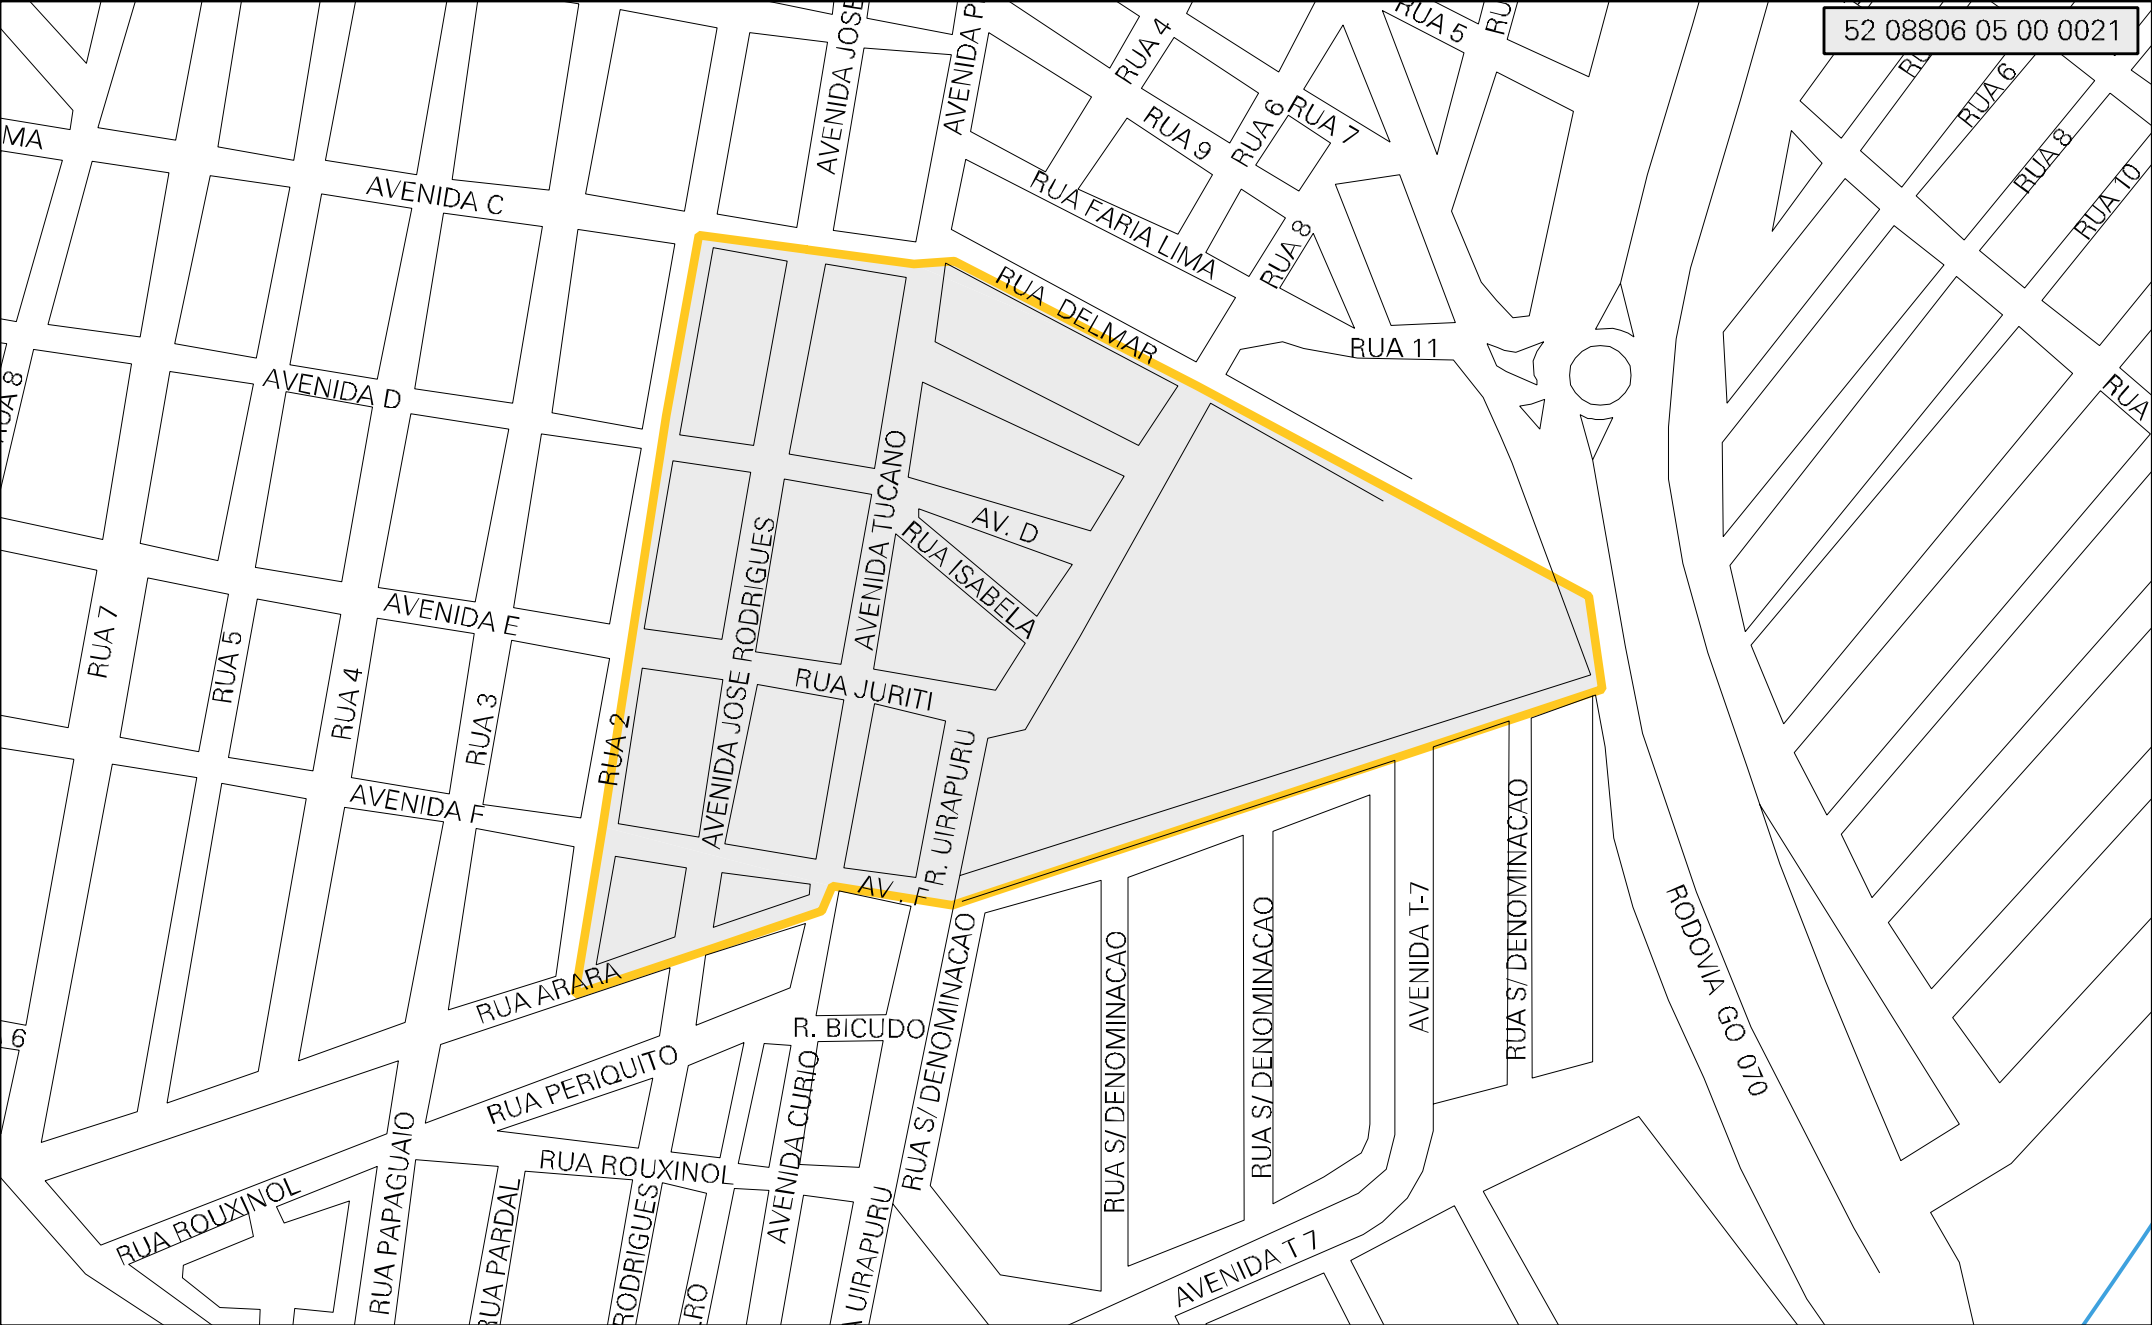 52 08806 05 00 0021
AVENIDA JOSE
AVENIDA P
RUA 4
RUA 5
RUA 6
RUA 7
RUA 9
RUA 6
RUA 8
RUA 10
MA
AVENIDA C
RUA FARIA LIMA
RUA 8
RUA DELMAR
RUA 11
RUA
RUA 8
AVENIDA D
AVENIDA TUCANO
AV. D
RUA ISABELA
AVENIDA JOSE RODRIGUES
AVENIDA E
RUA 7
RUA 5
RUA 4
RUA 3
RUA 2
RUA JURITI
R. UIRAPURU
AVENIDA F
AV. F
RUA ARARA
RUA S/ DENOMINACAO
RUA S/ DENOMINACAO
RUA S/ DENOMINACAO
AVENIDA T-7
RUA S/ DENOMINACAO
RODOVIA GO 070
R. BICUDO
6
RUA PERIQUITO
AVENIDA CURIO
RUA ROUXINOL
RUA ROUXINOL
RUA PAPAGUAIO
RUA PARDAL
RODRIGUES
UIRAPURU
AVENIDA T 7